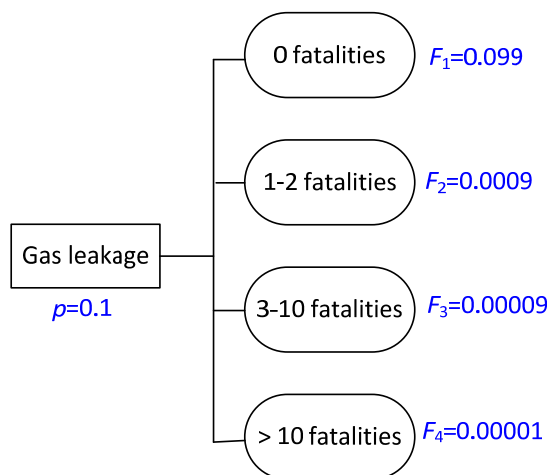 0 fatalities
F₁=0.099
1-2 fatalities
F₂=0.0009
Gas leakage
p=0.1
3-10 fatalities
F₃=0.00009
> 10 fatalities
F₄=0.00001